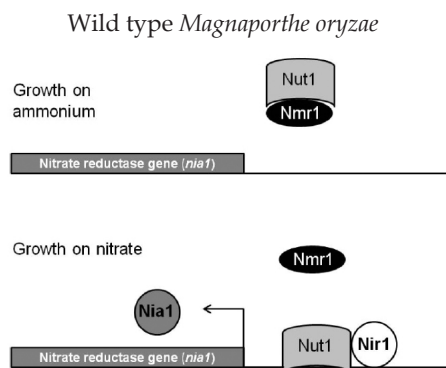 Wild type Magnaporthe oryzae
Growth on
ammonium
Nut1
Nmr1
Nitrate reductase gene (nia1)
Growth on nitrate
Nmr1
Nia1
Nut1
Nir1
Nitrate reductase gene (nia1)